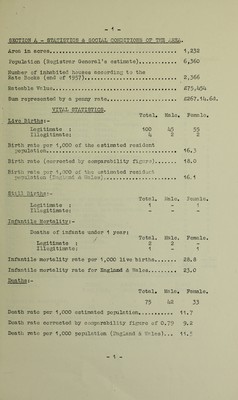 - 4 -
SECTION A - STATISTICS & SOCIAL CONDITIONS OF THE AREA.
Area in acres 1,232
Population (Registrar General's estimate) 6,360
Number of inhabited houses according to the
Rate Books (end of 1957) 2,366
Rateable Value £75,454
Sum represented by a penny rate £267.14.6d.
VITAL STATISTICS.
Total. Male. Female.
Live Births:-
Legitimate : 100 45 55
Illegitimate: 4 2 2
Birth rate per 1,000 of the estimated resident
population 16.3
Birth rate (corrected by comparability figure) 18.0
Birth rate per 1,000 of the estimated resident
population (England & Wales) 16.1
Total. Male. Female.
Still Births:-
Legitimate : 1 - 1
Illegitimate: - - -
Infantile Mortality:-
Deaths of infants under 1 year:
Total. Male. Female.
Legitimate : 2 2 -
Illegitimate: 1 - 1
Infantile mortality rate per 1,000 live births 28.8
Infantile mortality rate for England & Wales 23.0
Deaths:-
Total. Male. Female.
75 42 33
Death rate per 1,000 estimated population 11.7
Death rate corrected by comparability figure of 0.79 9.2
Death rate per 1,000 population (England & Wales) 11.5
- 1 -